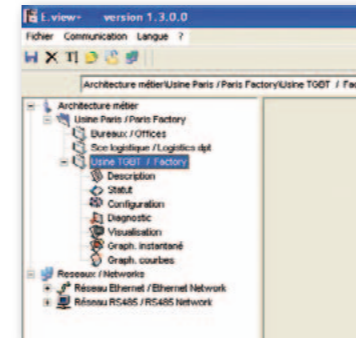 E.view+ version 1.3.0.0
Fichier Communication Langue ?
Architecture métier\Usine Paris / Paris Factory\Usine TGBT / Fac
Architecture métier
Usine Paris / Paris Factory
Bureaux / Offices
Sce logistique / Logistics dpt
Usine TGBT / Factory
Description
Statut
Configuration
Diagnostic
Visualisation
Graph. instantané
Graph. courbes
Reseaux / Networks
Réseau Ethernet / Ethernet Network
Réseau RS485 / RS485 Network